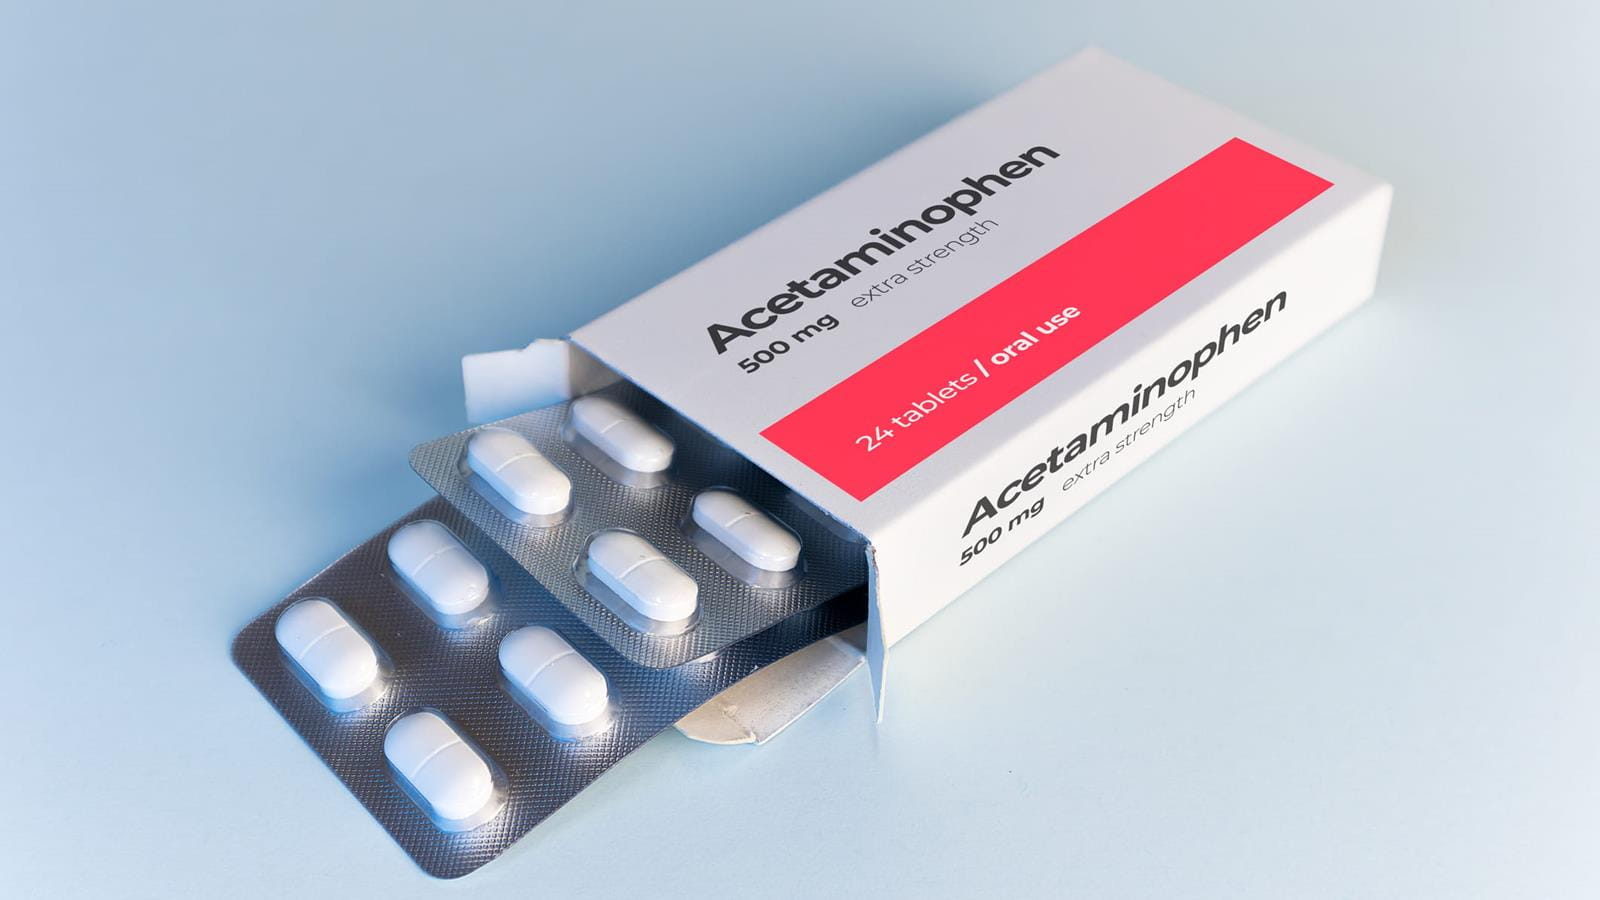 Acetaminophen
500 mg extra strength
24 tablets / oral use
Acetaminophen
500 mg extra strength